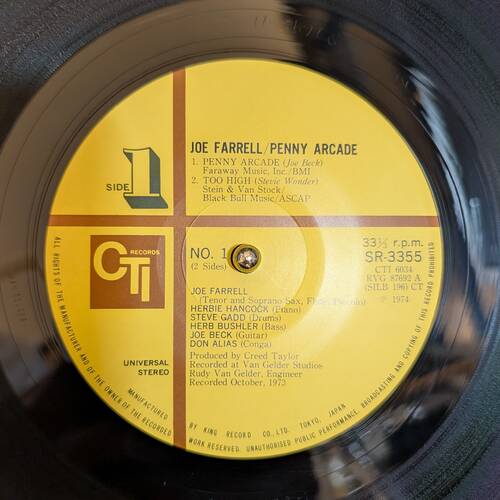 JOE FARRELL/PENNY ARCADE
1. PENNY ARCADE (Joe Beck)
Faraway Music, Inc./BMI
2. TOO HIGH (Stevie Wonder)
Stein & Van Stock/
Black Bull Music/ASCAP
SIDE 1
CTI RECORDS
NO. 1
(2 Sides)
33⅓ r.p.m.
SR-3355
CTI 6034
RVG 87692 A
(SILB 196) CT
℗ 1974
JOE FARRELL
(Tenor and Soprano Sax, Flute, Piccolo)
HERBIE HANCOCK (Piano)
STEVE GADD (Drums)
HERB BUSHLER (Bass)
JOE BECK (Guitar)
DON ALIAS (Conga)
Produced by Creed Taylor
Recorded at Van Gelder Studios
Rudy Van Gelder, Engineer
Recorded October, 1973
UNIVERSAL
STEREO
ALL RIGHTS OF THE MANUFACTURER AND OF THE OWNER OF THE RECORDED
WORK RESERVED. UNAUTHORISED PUBLIC PERFORMANCE, BROADCASTING AND COPYING OF THIS RECORD PROHIBITED
MANUFACTURED BY KING RECORD CO., LTD. TOKYO, JAPAN